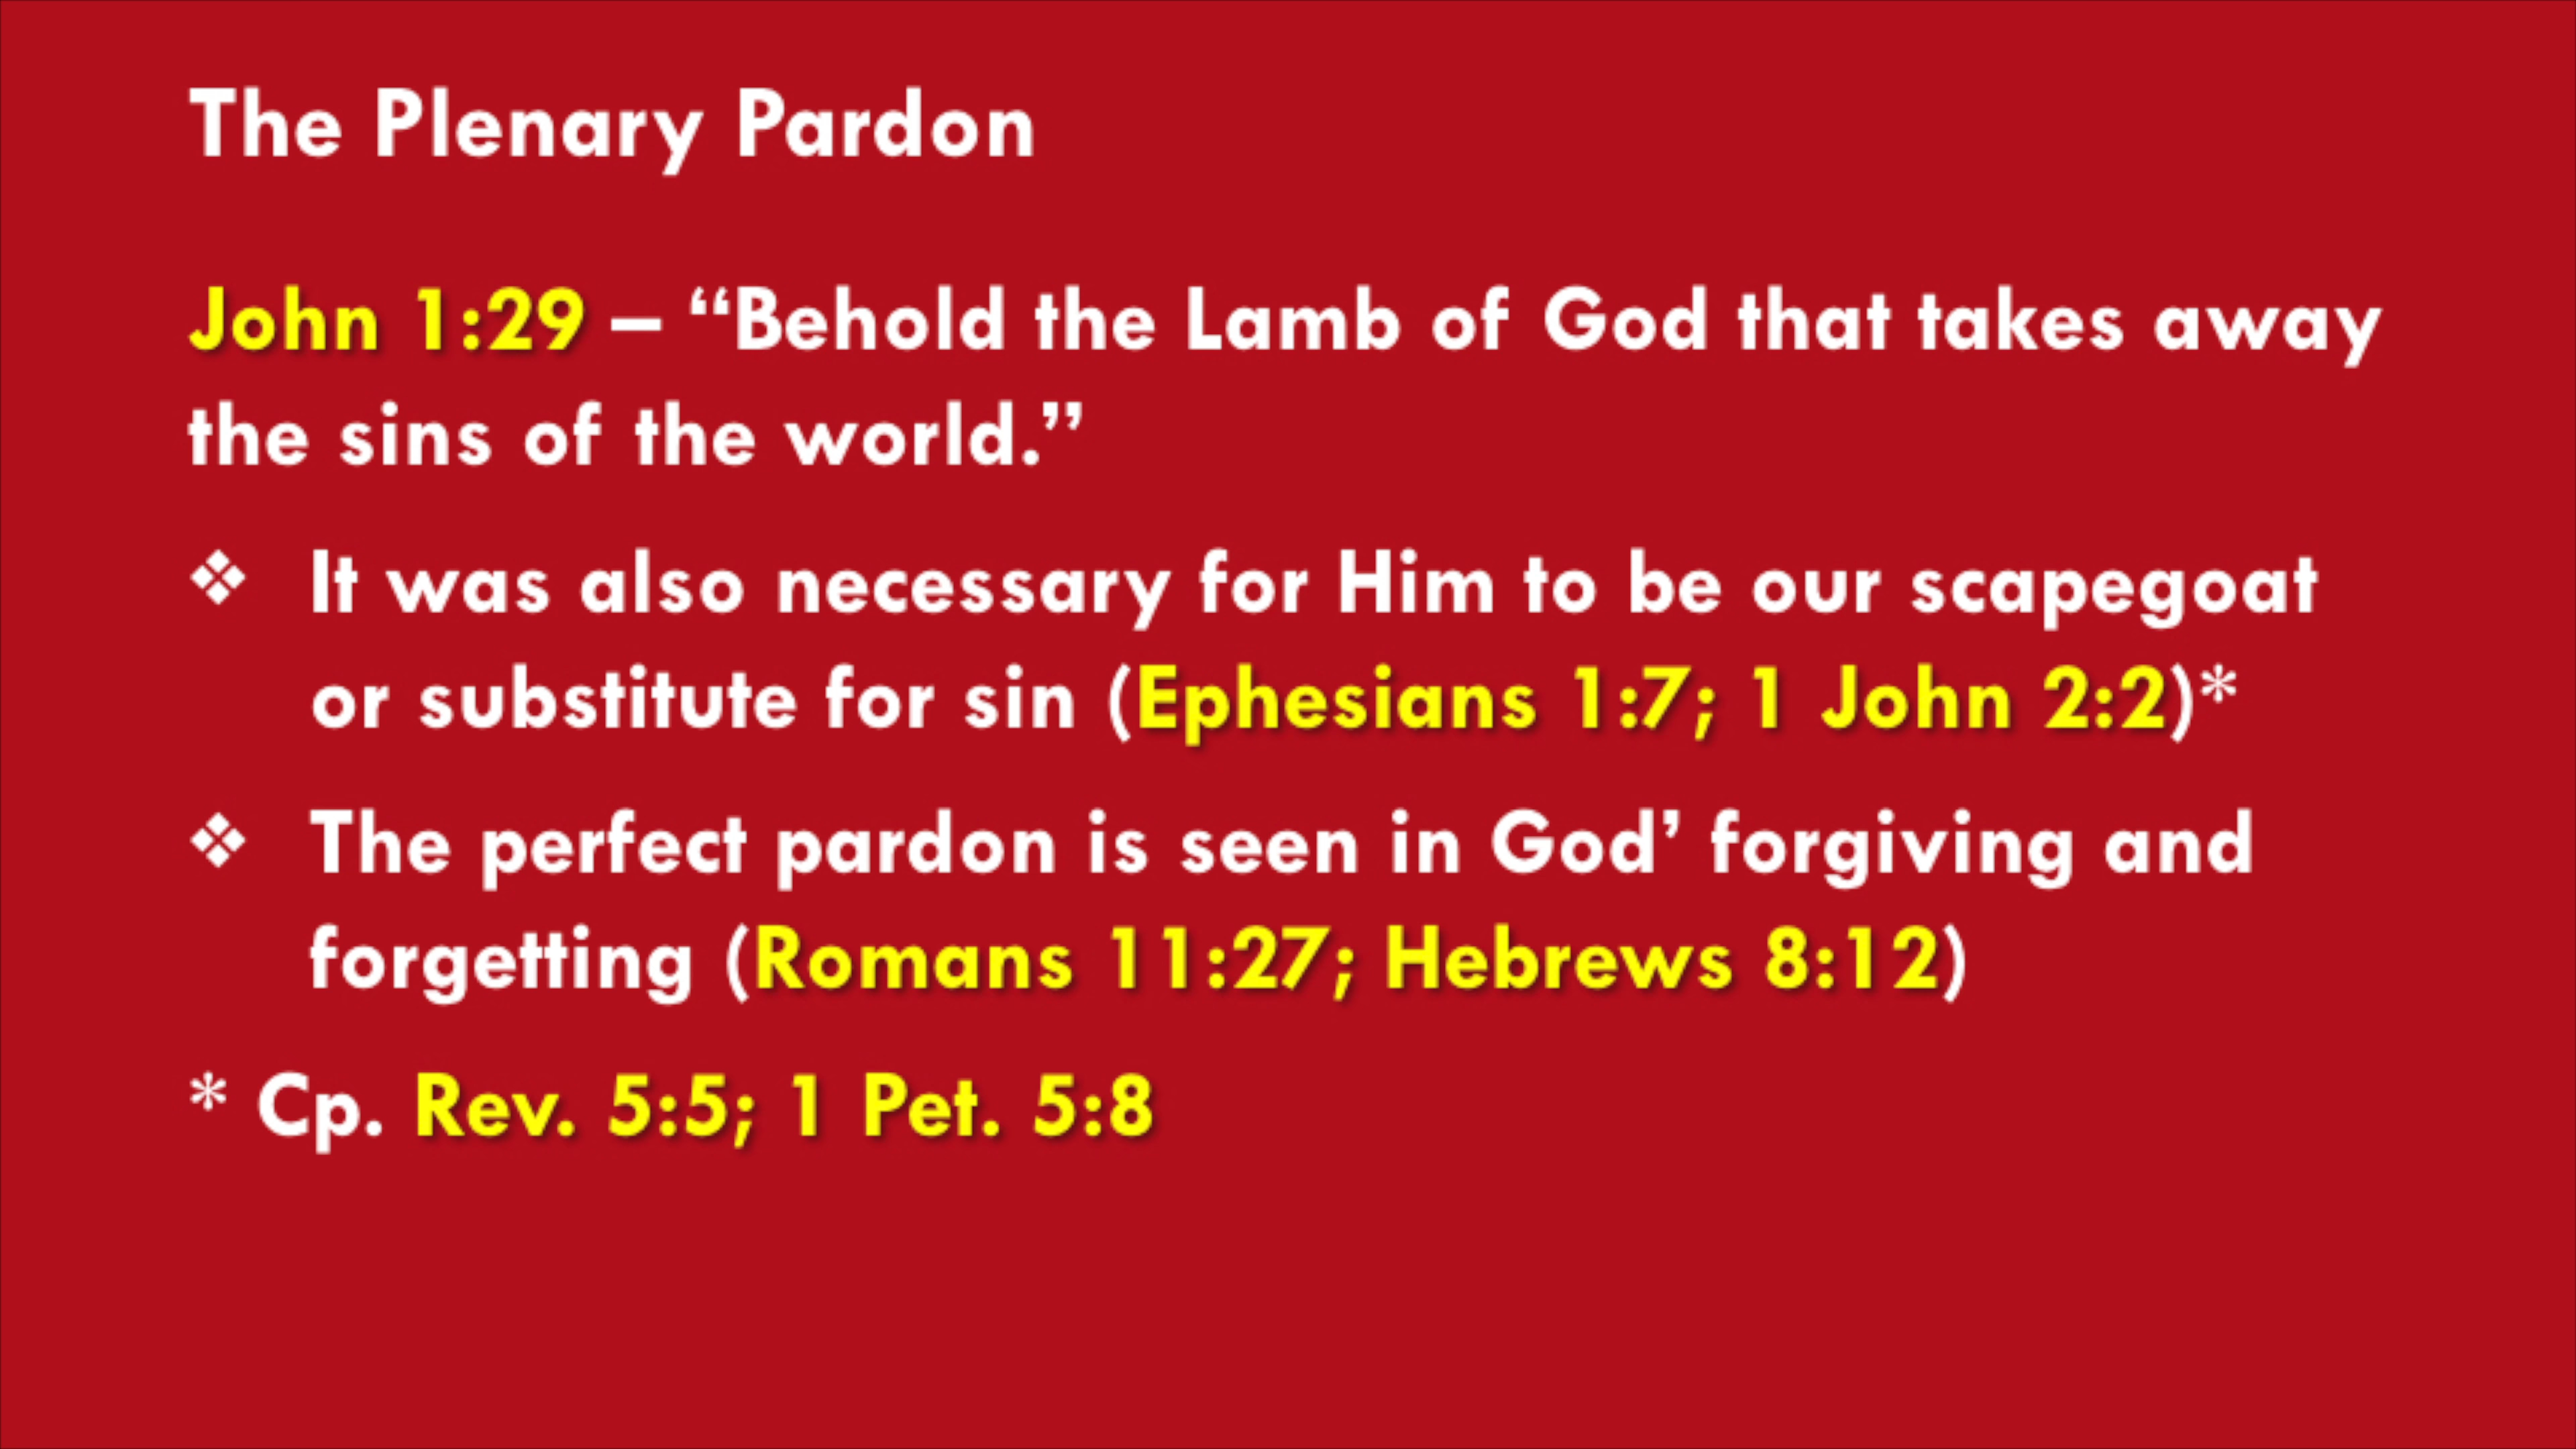 The Plenary Pardon
John 1:29 – “Behold the Lamb of God that takes away
the sins of the world.”
❖ It was also necessary for Him to be our scapegoat
or substitute for sin (Ephesians 1:7; 1 John 2:2)*
❖ The perfect pardon is seen in God’ forgiving and
forgetting (Romans 11:27; Hebrews 8:12)
* Cp. Rev. 5:5; 1 Pet. 5:8